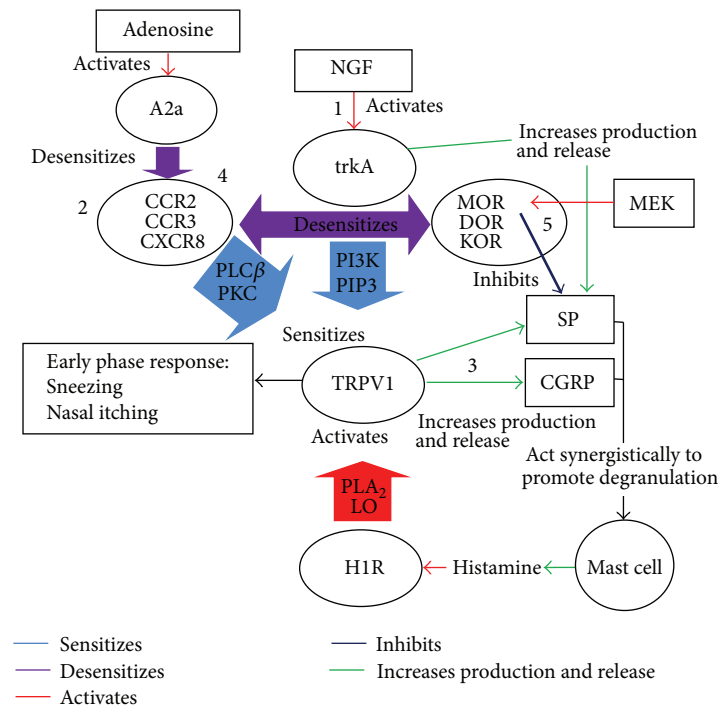 Adenosine
Activates
A2a
Desensitizes
NGF
1
Activates
trkA
Increases production
and release
4
2
CCR2
CCR3
CXCR8
Desensitizes
MOR
DOR
KOR
5
MEK
Inhibits
PLCβ
PKC
PI3K
PIP3
SP
Sensitizes
Early phase response:
Sneezing
Nasal itching
TRPV1
3
CGRP
Activates
Increases production
and release
Act synergistically to
promote degranulation
PLA₂
LO
H1R
Histamine
Mast cell
Sensitizes
Desensitizes
Activates
Inhibits
Increases production and release